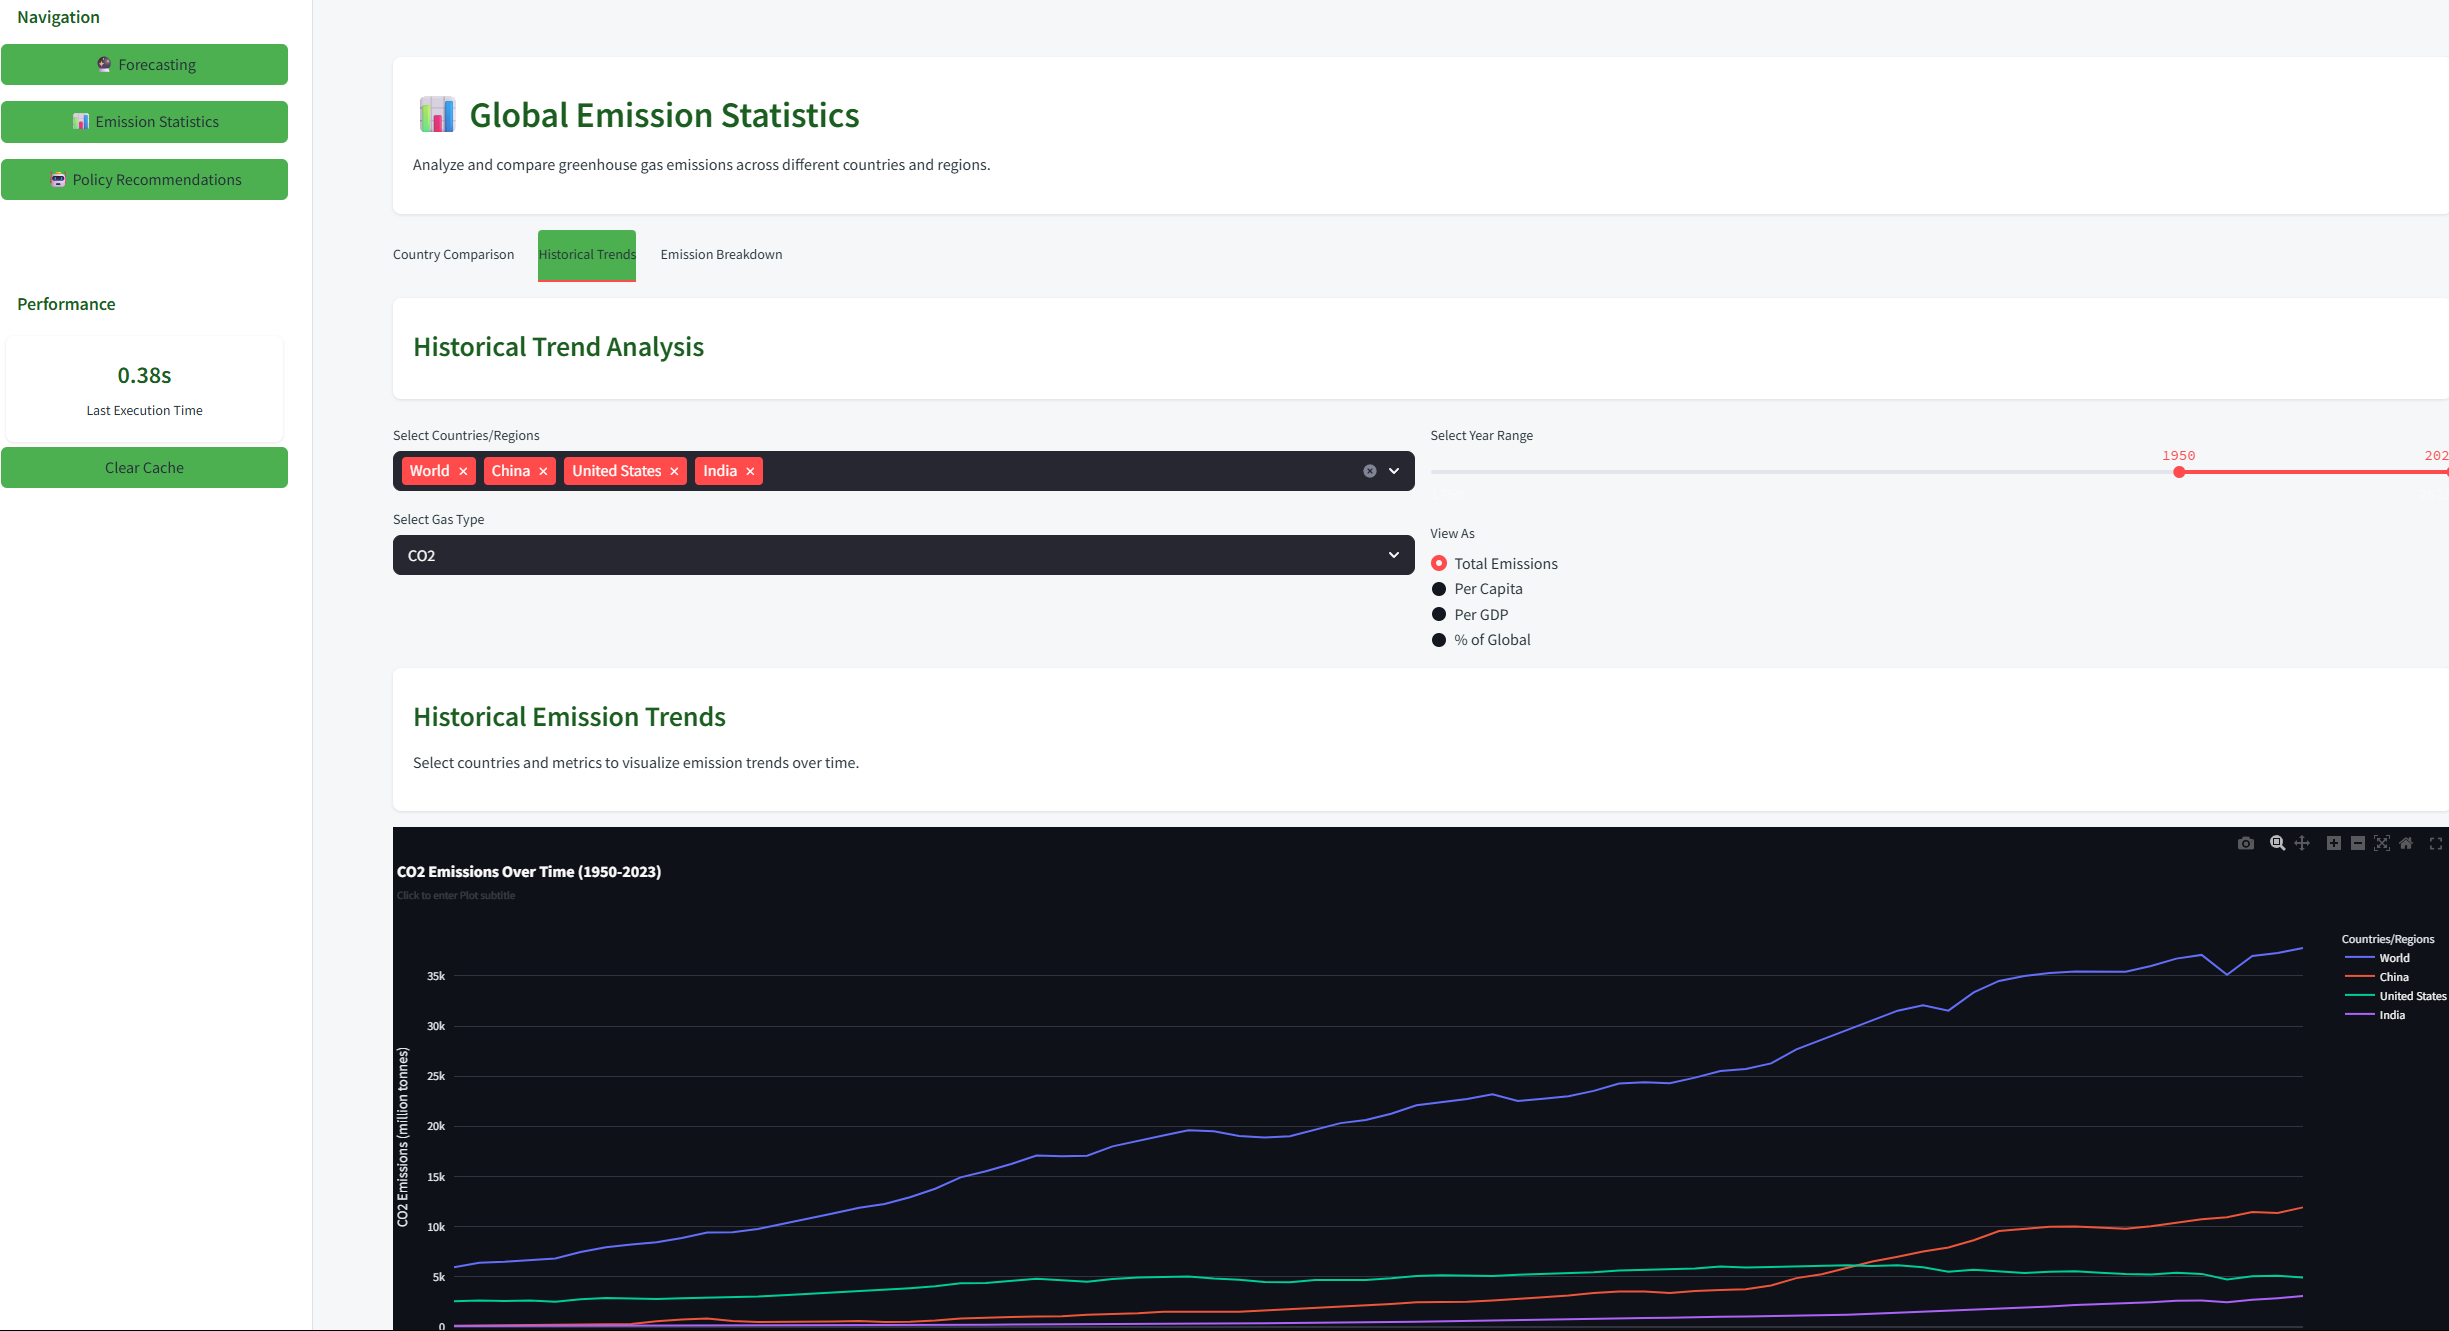 Navigation
Forecasting
Emission Statistics
Policy Recommendations
Performance
0.38s
Last Execution Time
Clear Cache
Global Emission Statistics
Analyze and compare greenhouse gas emissions across different countries and regions.
Country Comparison
Historical Trends
Emission Breakdown
Historical Trend Analysis
Select Countries/Regions
World
China
United States
India
Select Year Range
1950
202
Select Gas Type
CO2
View As
Total Emissions
Per Capita
Per GDP
% of Global
Historical Emission Trends
Select countries and metrics to visualize emission trends over time.
CO2 Emissions Over Time (1950-2023)
Click to enter Plot subtitle
Countries/Regions
World
China
United States
India
CO2 Emissions (million tonnes)
35k
30k
25k
20k
15k
10k
5k
0